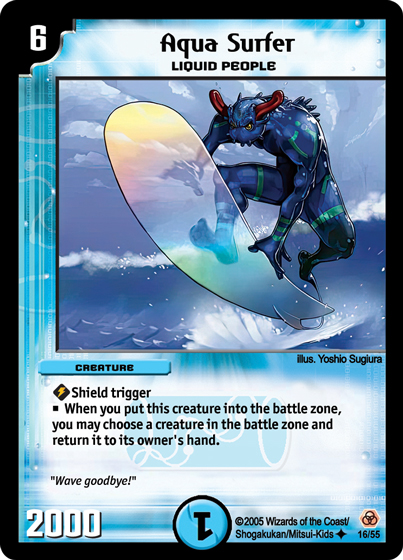 6
Aqua Surfer
LIQUID PEOPLE
illus. Yoshio Sugiura
CREATURE
Shield trigger
▪ When you put this creature into the battle zone,
you may choose a creature in the battle zone and
return it to its owner's hand.
"Wave goodbye!"
2000
1
©2005 Wizards of the Coast/
Shogakukan/Mitsui-Kids ✦ 16/55